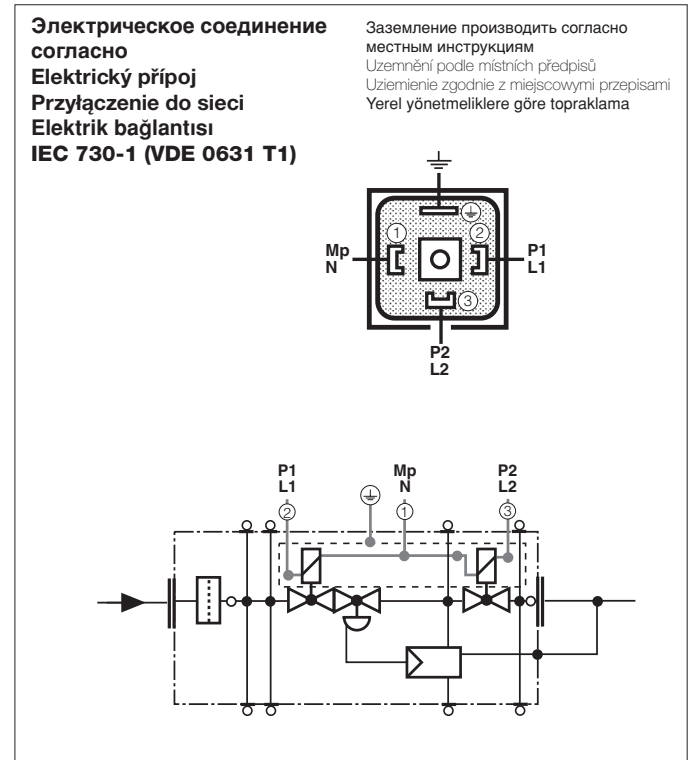 Электрическое соединение
согласно
Elektrický přípoj
Przyłączenie do sieci
Elektrik bağlantısı
IEC 730-1 (VDE 0631 T1)
Заземление производить согласно
местным инструкциям
Uzemnění podle místních předpisů
Uziemienie zgodnie z miejscowymi przepisami
Yerel yönetmeliklere göre topraklama
1
2
Mp
N
P1
L1
3
P2
L2
P1
L1
Mp
N
P2
L2
2
1
3